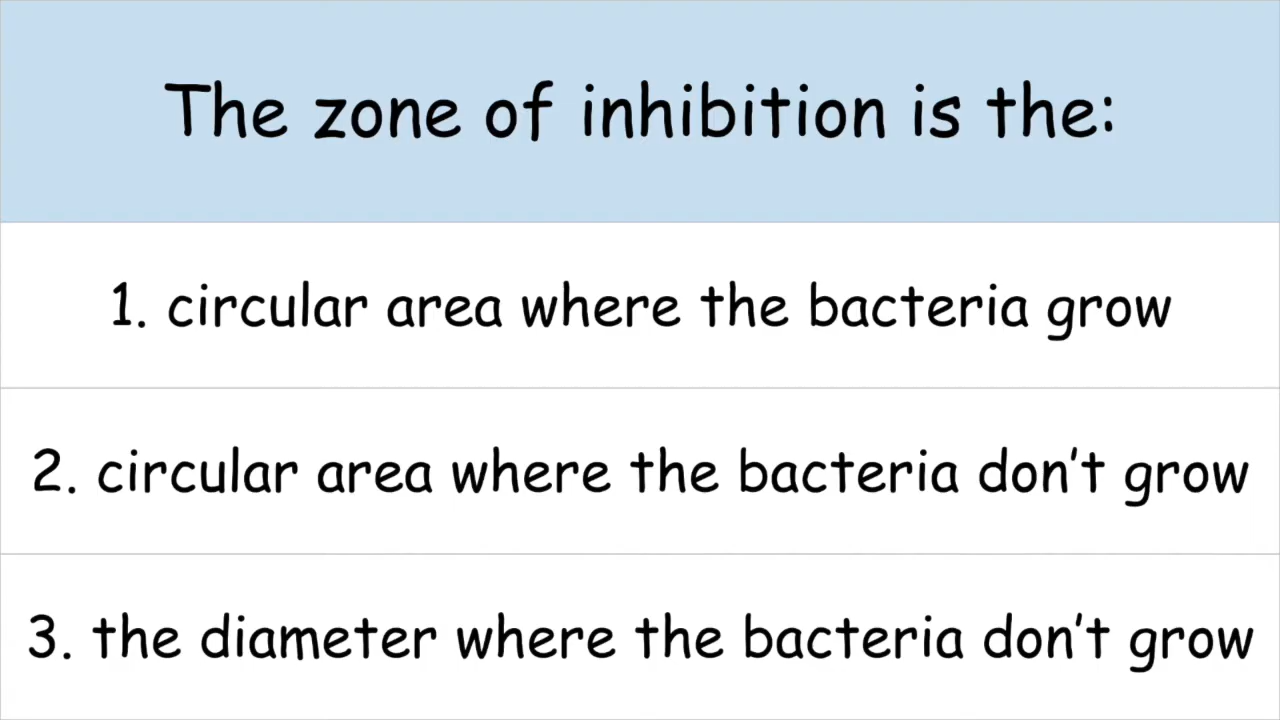 The zone of inhibition is the:
1. circular area where the bacteria grow
2. circular area where the bacteria don’t grow
3. the diameter where the bacteria don’t grow